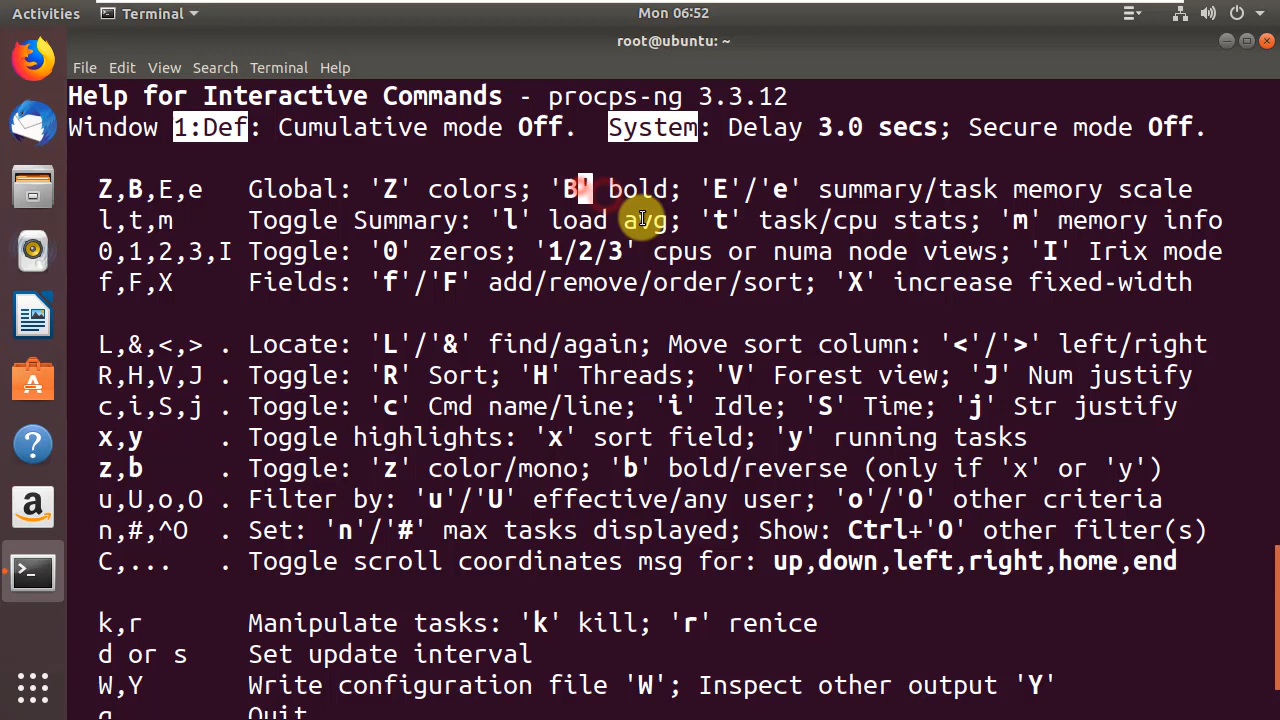 Activities Terminal Mon 06:52
root@ubuntu: ~
File Edit View Search Terminal Help
Help for Interactive Commands - procps-ng 3.3.12
Window 1:Def: Cumulative mode Off. System: Delay 3.0 secs; Secure mode Off.
Z,B,E,e Global: 'Z' colors; 'B' bold; 'E'/'e' summary/task memory scale
l,t,m Toggle Summary: 'l' load avg; 't' task/cpu stats; 'm' memory info
0,1,2,3,I Toggle: '0' zeros; '1/2/3' cpus or numa node views; 'I' Irix mode
f,F,X Fields: 'f'/'F' add/remove/order/sort; 'X' increase fixed-width
L,&,<,> . Locate: 'L'/'&' find/again; Move sort column: '<'/'>' left/right
R,H,V,J . Toggle: 'R' Sort; 'H' Threads; 'V' Forest view; 'J' Num justify
c,i,S,j . Toggle: 'c' Cmd name/line; 'i' Idle; 'S' Time; 'j' Str justify
x,y . Toggle highlights: 'x' sort field; 'y' running tasks
z,b . Toggle: 'z' color/mono; 'b' bold/reverse (only if 'x' or 'y')
u,U,o,O . Filter by: 'u'/'U' effective/any user; 'o'/'O' other criteria
n,#,^O . Set: 'n'/'#' max tasks displayed; Show: Ctrl+'O' other filter(s)
C,... . Toggle scroll coordinates msg for: up,down,left,right,home,end
k,r Manipulate tasks: 'k' kill; 'r' renice
d or s Set update interval
W,Y Write configuration file 'W'; Inspect other output 'Y'
q Quit